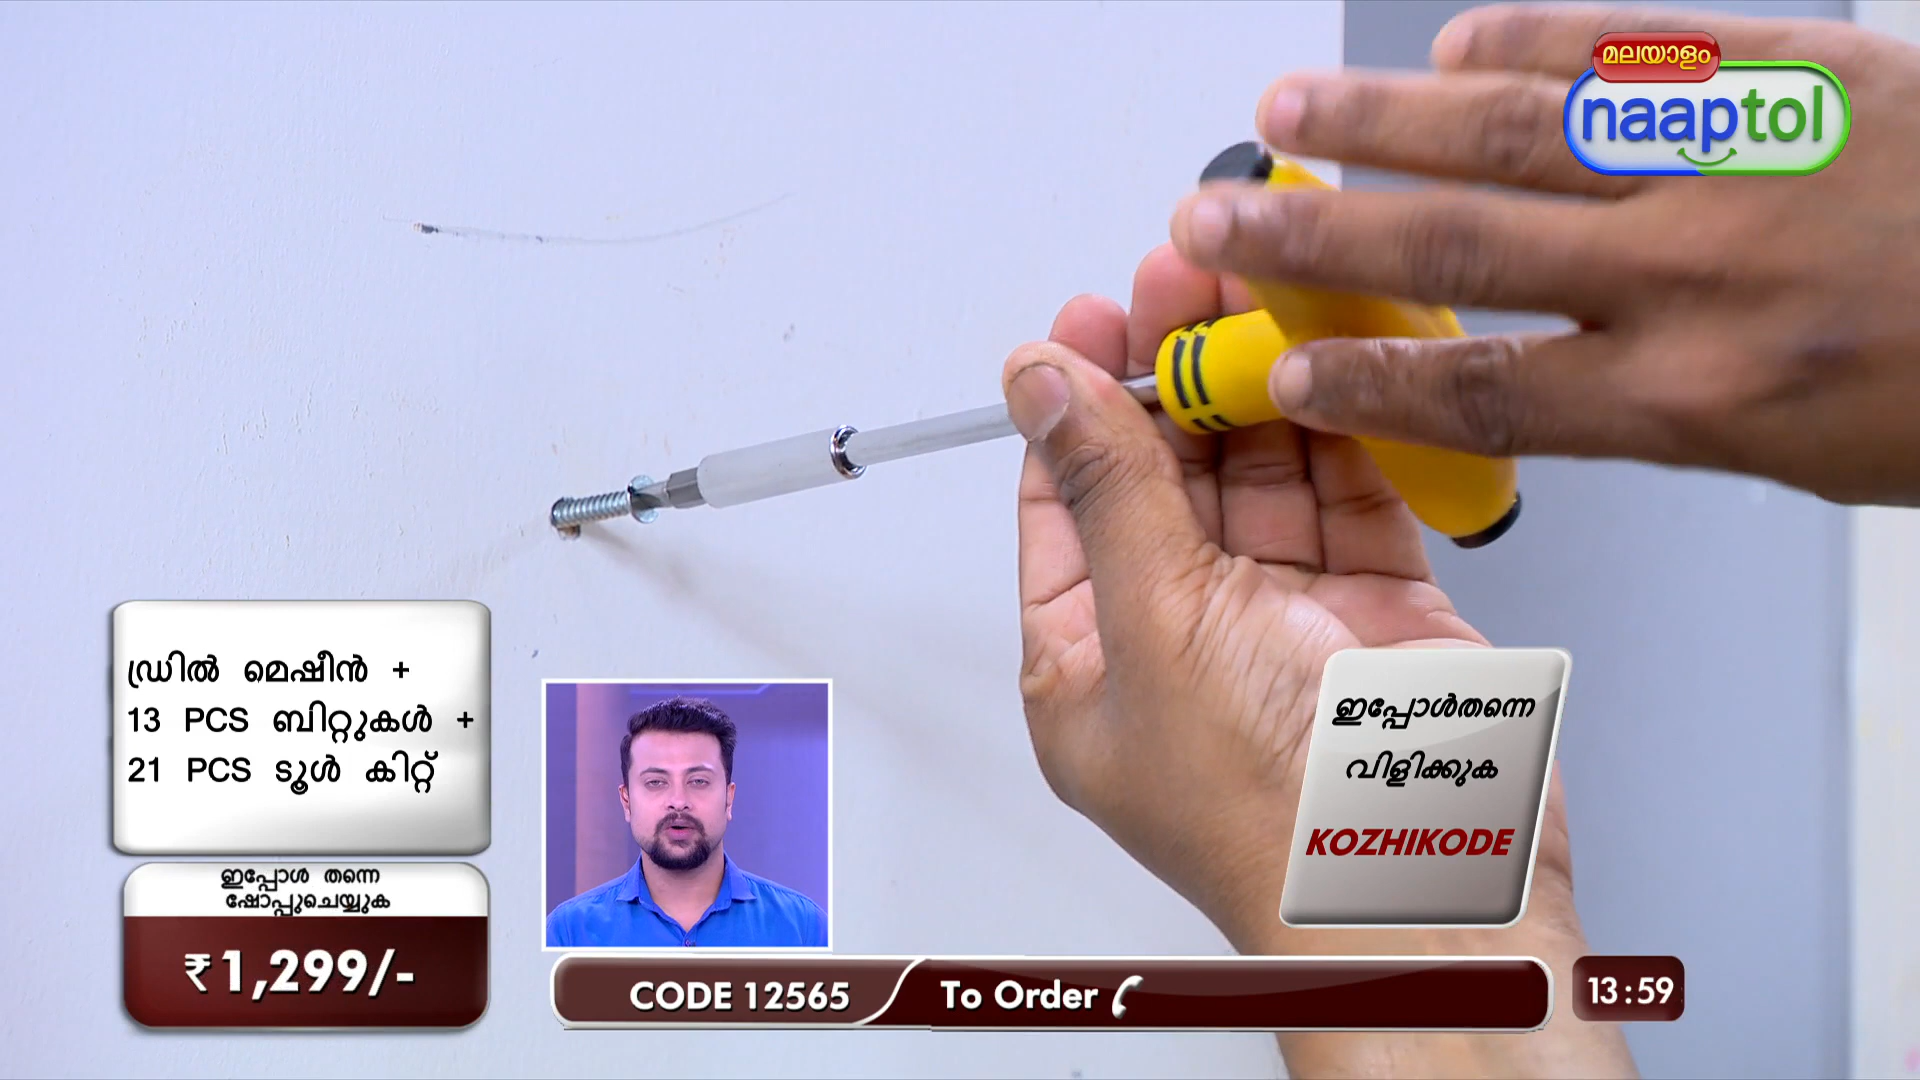 മലയാളം
naaptol
ഡ്രിൽ മെഷീൻ +
13 PCS ബിറ്റുകൾ +
21 PCS ടൂൾ കിറ്റ്
ഇപ്പോൾ തന്നെ
ഷോപ്പുചെയ്യുക
₹1,299/-
ഇപ്പോൾതന്നെ
വിളിക്കുക
KOZHIKODE
CODE 12565
To Order
13:59